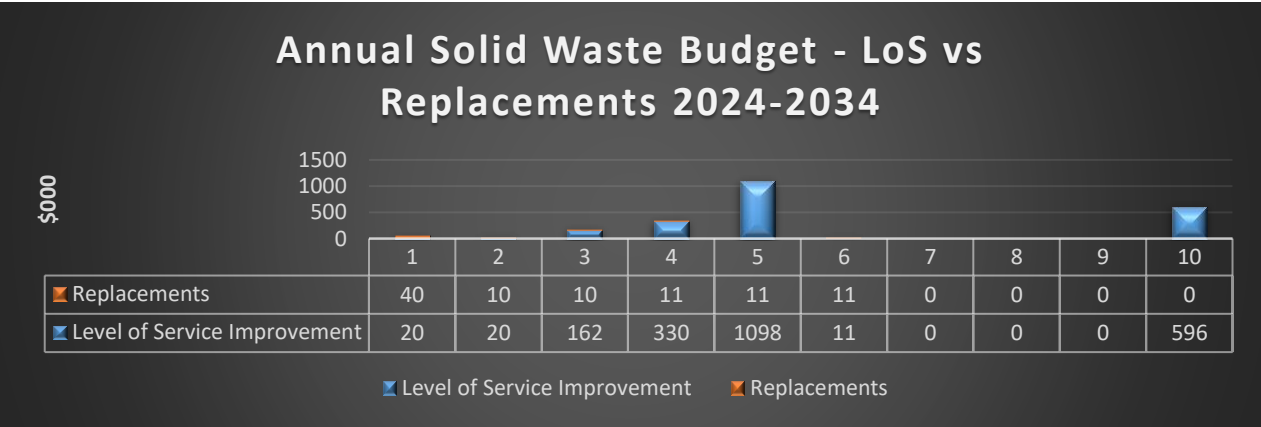 Annual Solid Waste Budget - LoS vs
Replacements 2024-2034
$000
1500
1000
500
0
1 2 3 4 5 6 7 8 9 10
Replacements 40 10 10 11 11 11 0 0 0 0
Level of Service Improvement 20 20 162 330 1098 11 0 0 0 596
Level of Service Improvement Replacements